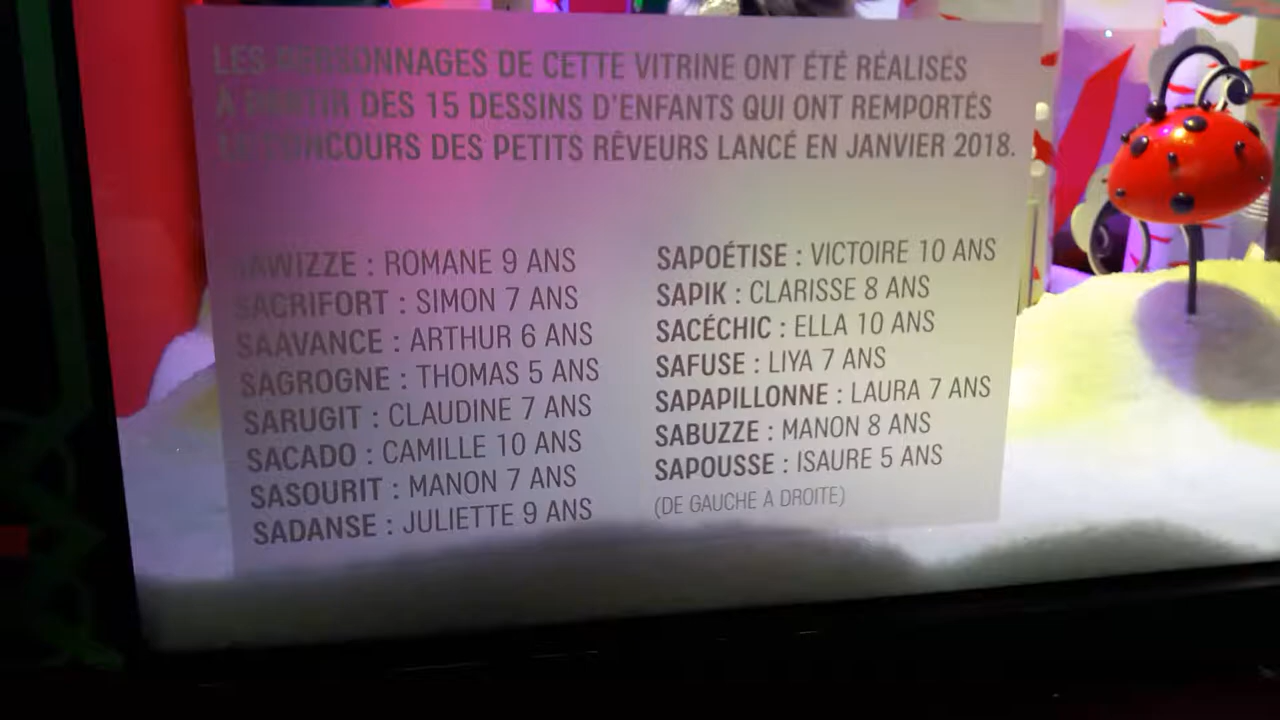 LES PERSONNAGES DE CETTE VITRINE ONT ÉTÉ RÉALISÉS
À PARTIR DES 15 DESSINS D'ENFANTS QUI ONT REMPORTÉS
LE CONCOURS DES PETITS RÊVEURS LANCÉ EN JANVIER 2018.
SAWIZZE : ROMANE 9 ANS
SACRIFORT : SIMON 7 ANS
SAAVANCE : ARTHUR 6 ANS
SAGROGNE : THOMAS 5 ANS
SARUGIT : CLAUDINE 7 ANS
SACADO : CAMILLE 10 ANS
SASOURIT : MANON 7 ANS
SADANSE : JULIETTE 9 ANS
SAPOÉTISE : VICTOIRE 10 ANS
SAPIK : CLARISSE 8 ANS
SACÉCHIC : ELLA 10 ANS
SAFUSE : LIYA 7 ANS
SAPAPILLONNE : LAURA 7 ANS
SABUZZE : MANON 8 ANS
SAPOUSSE : ISAURE 5 ANS
(DE GAUCHE A DROITE)